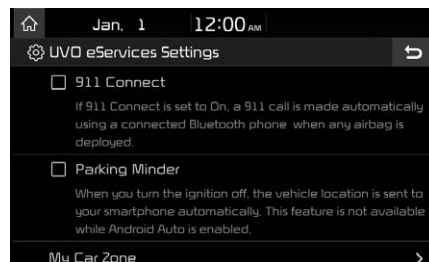 Jan. 1 12:00 AM
UVO eServices Settings
911 Connect
If 911 Connect is set to On, a 911 call is made automatically
using a connected Bluetooth phone when any airbag is
deployed.
Parking Minder
When you turn the ignition off, the vehicle location is sent to
your smartphone automatically. This feature is not available
while Android Auto is enabled.
My Car Zone